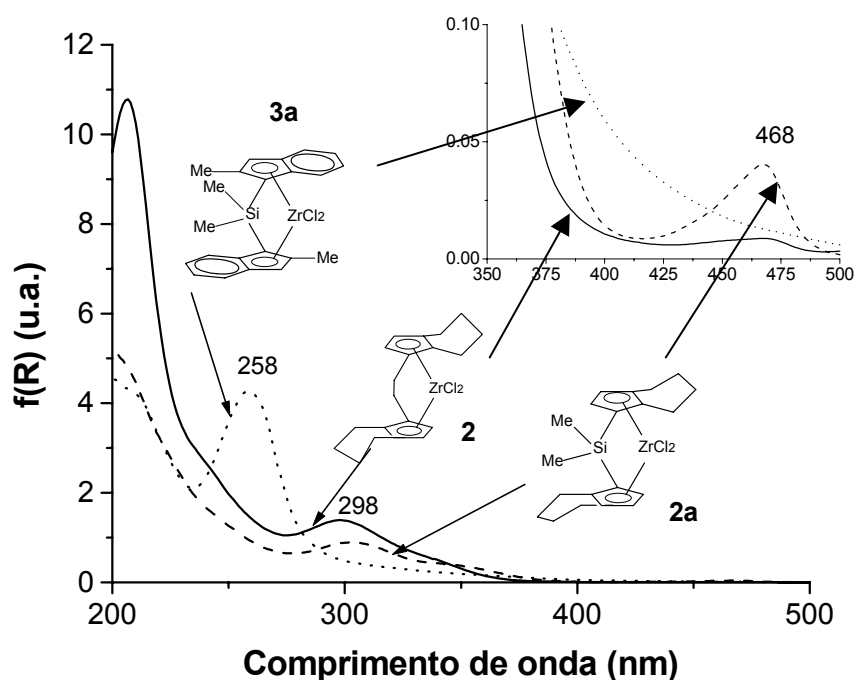 f(R) (u.a.)
12
10
8
6
4
2
0
200
300
400
500
Comprimento de onda (nm)
3a
Me
Me
Me
Si
ZrCl2
Me
258
298
ZrCl2
2
Me
Me
Si
ZrCl2
2a
0.10
0.05
0.00
350
375
400
425
450
475
500
468